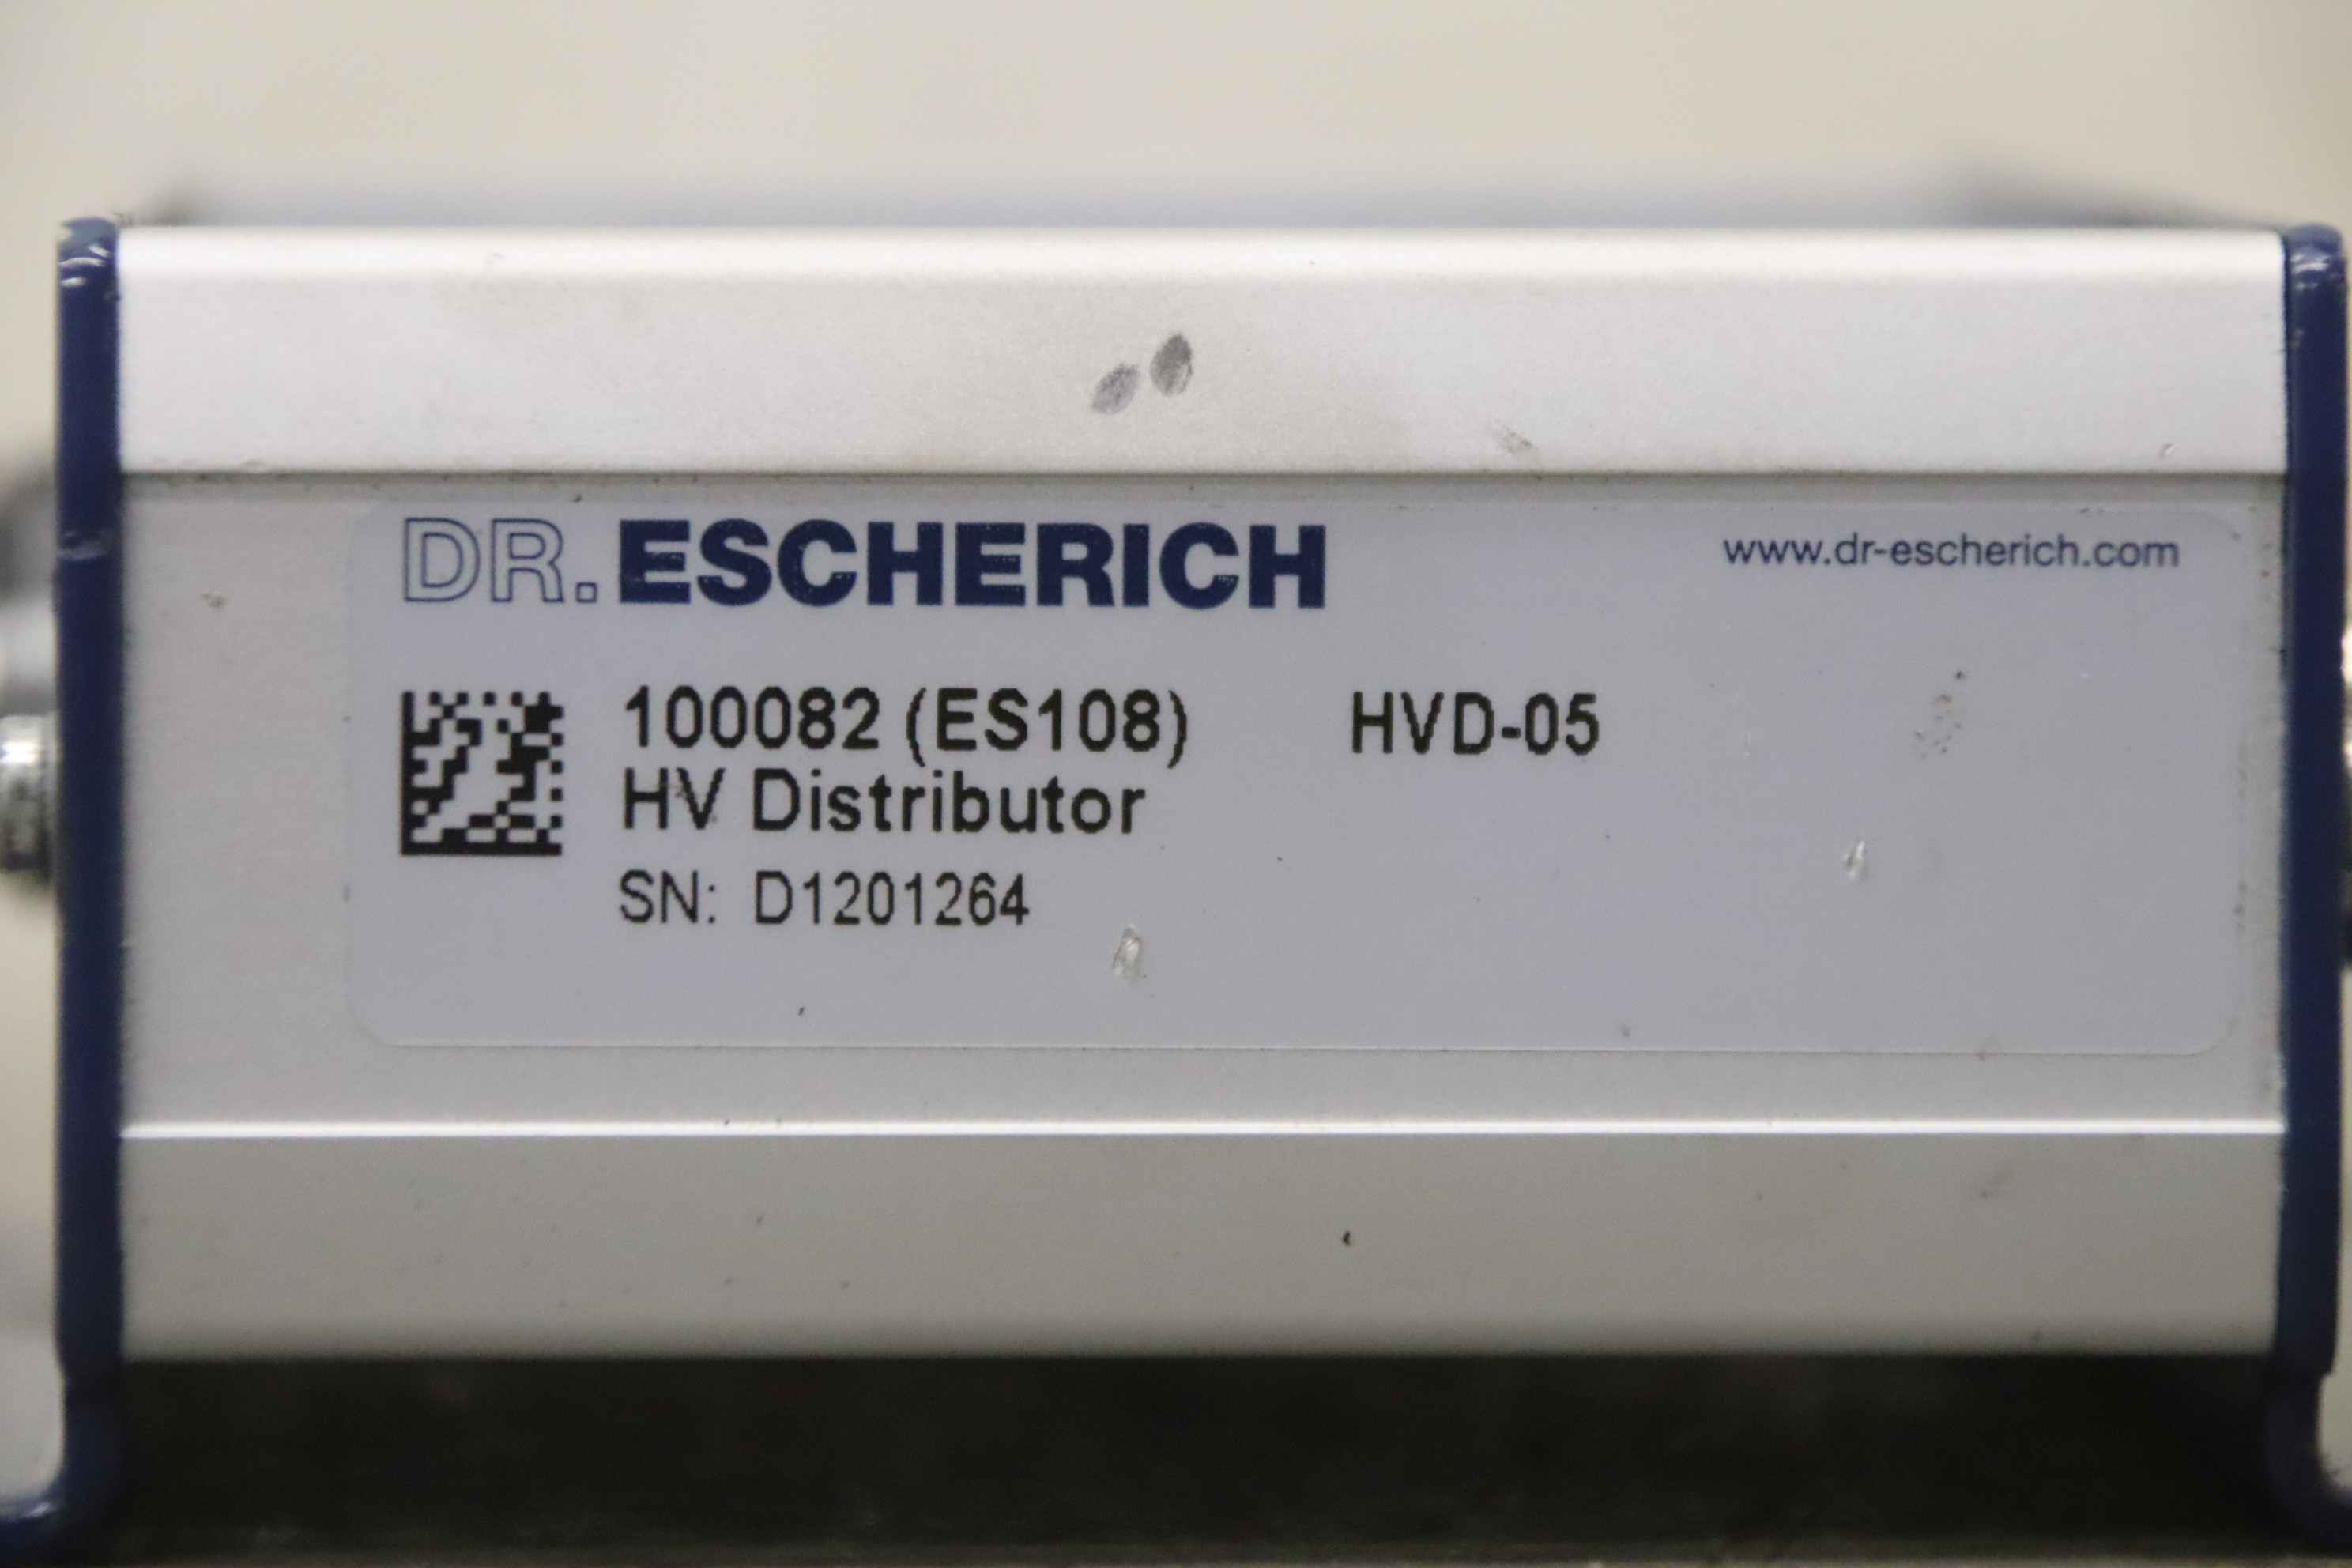 DR. ESCHERICH
www.dr-escherich.com
100082 (ES108) HVD-05
HV Distributor
SN: D1201264